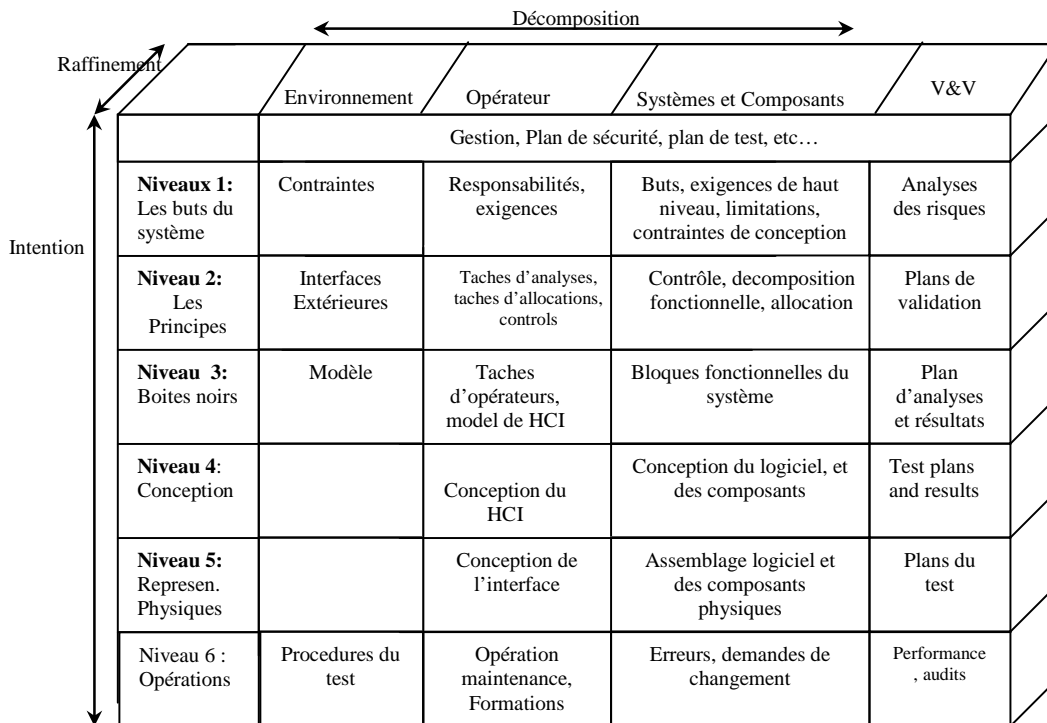 Décomposition
Raffinement
Environnement
Opérateur
Systèmes et Composants
V&V
Gestion, Plan de sécurité, plan de test, etc…
Intention
Niveaux 1:
Les buts du
système
Contraintes
Responsabilités,
exigences
Buts, exigences de haut
niveau, limitations,
contraintes de conception
Analyses
des risques
Niveau 2:
Les
Principes
Interfaces
Extérieures
Taches d’analyses,
taches d’allocations,
controls
Contrôle, decomposition
fonctionnelle, allocation
Plans de
validation
Niveau 3:
Boites noirs
Modèle
Taches
d’opérateurs,
model de HCI
Bloques fonctionnelles du
système
Plan
d’analyses
et résultats
Niveau 4:
Conception
Conception du
HCI
Conception du logiciel, et
des composants
Test plans
and results
Niveau 5:
Represen.
Physiques
Conception de
l’interface
Assemblage logiciel et
des composants
physiques
Plans du
test
Niveau 6 :
Opérations
Procedures du
test
Opération
maintenance,
Formations
Erreurs, demandes de
changement
Performance
, audits